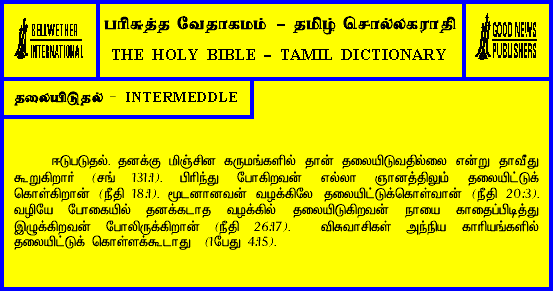 BELLWETHER
INTERNATIONAL
பரிசுத்த வேதாகமம் - தமிழ் சொல்லகராதி
THE HOLY BIBLE - TAMIL DICTIONARY
GOOD NEWS
PUBLISHERS
தலையிடுதல் - INTERMEDDLE
ஈடுபடுதல். தனக்கு மிஞ்சின கருமங்களில் தான் தலையிடுவதில்லை என்று தாவீது
கூறுகிறார் (சங் 131:1). பிரிந்து போகிறவன் எல்லா ஞானத்திலும் தலையிட்டுக்
கொள்கிறான் (நீதி 18:1). மூடனானவன் வழக்கிலே தலையிட்டுக்கொள்வான் (நீதி 20:3).
வழியே போகையில் தனக்கடாத வழக்கில் தலையிடுகிறவன் நாயை காதைப்பிடித்து
இழுக்கிறவன் போலிருக்கிறான் (நீதி 26:17). விசுவாசிகள் அந்நிய காரியங்களில்
தலையிட்டுக் கொள்ளக்கூடாது (1பேது 4:15).